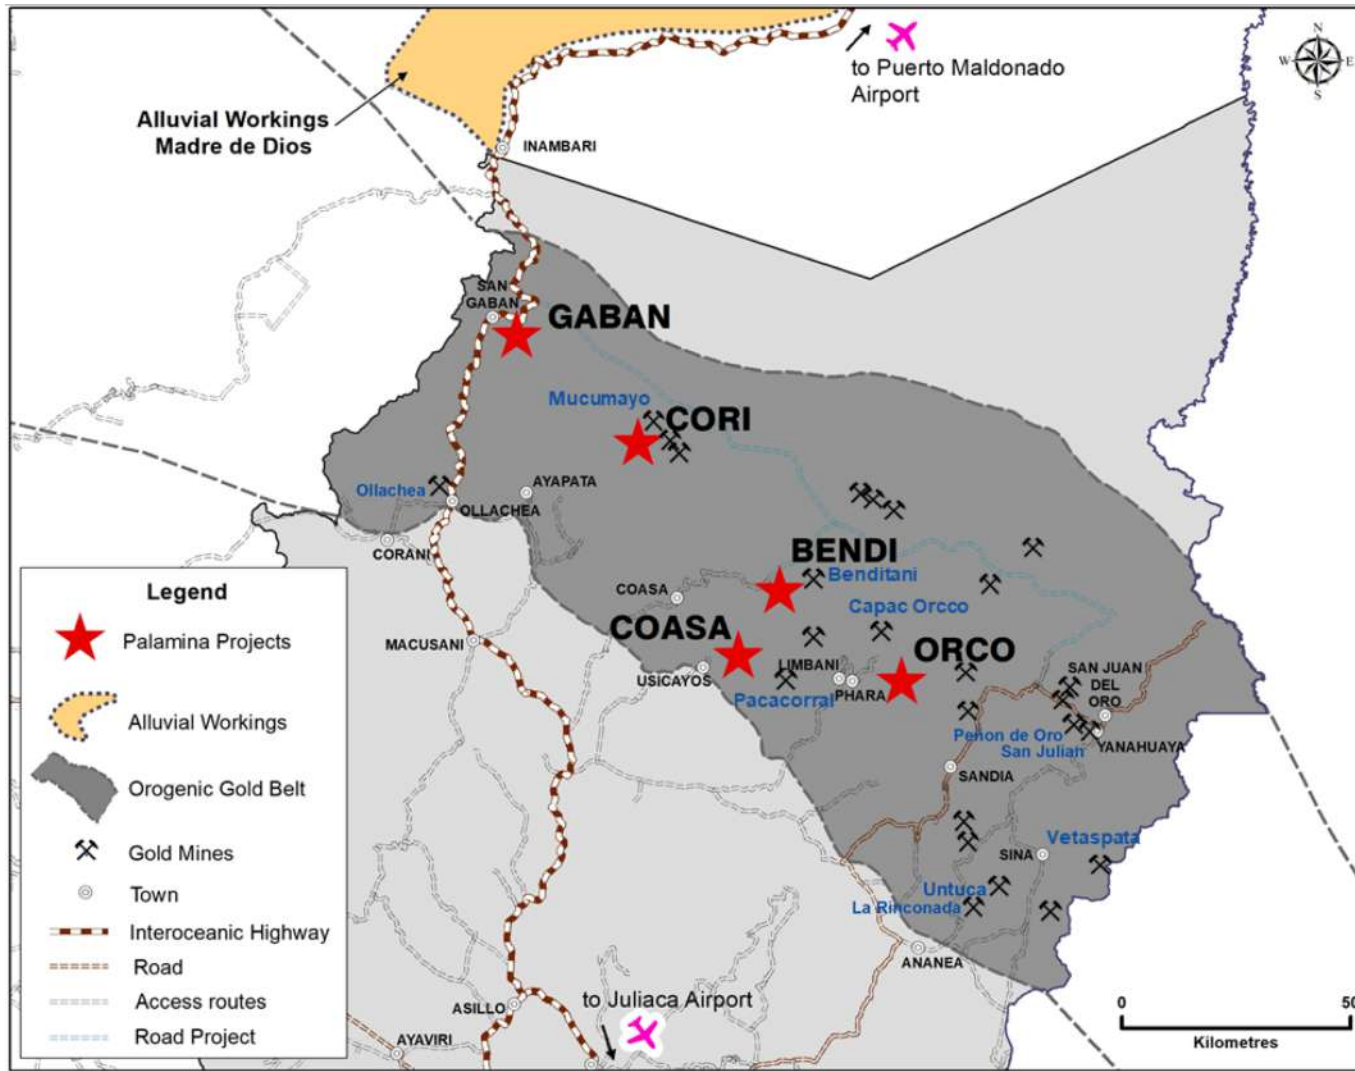 N
W
E
S
to Puerto Maldonado
Airport
Alluvial Workings
Madre de Dios
INAMBARI
SAN
GABAN
GABAN
Mucumayo
CORI
Ollachea
AYAPATA
OLLACHEA
CORANI
BENDI
Benditani
COASA
Capac Orcco
COASA
ORCO
MACUSANI
LIMBANI
SAN JUAN
DEL
ORO
USICAYOS
PHARA
Pacacorral
Peñon de Oro
San Julian
YANAHUAYA
SANDIA
Vetaspata
SINA
Untuca
La Rinconada
ANANEA
to Juliaca Airport
ASILLO
AYAVIRI
Legend
Palamina Projects
Alluvial Workings
Orogenic Gold Belt
Gold Mines
Town
Interoceanic Highway
Road
Access routes
Road Project
0
50
Kilometres